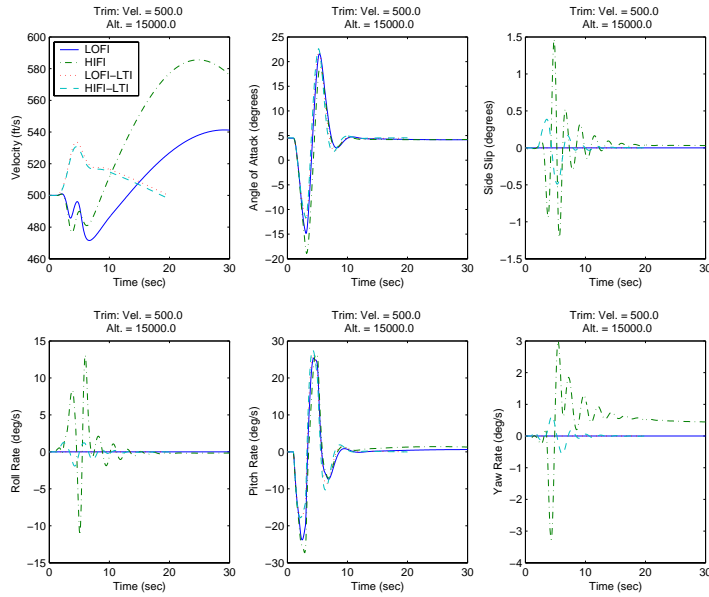 Trim: Vel. = 500.0
Alt. = 15000.0
600
580
560
540
520
500
480
460
Velocity (ft/s)
LOFI
HIFI
LOFI-LTI
HIFI-LTI
0
10
20
30
Time (sec)
Trim: Vel. = 500.0
Alt. = 15000.0
25
20
15
10
5
0
−5
−10
−15
−20
Angle of Attack (degrees)
0
10
20
30
Time (sec)
Trim: Vel. = 500.0
Alt. = 15000.0
1.5
1
0.5
0
−0.5
−1
−1.5
Side Slip (degrees)
0
10
20
30
Time (sec)
Trim: Vel. = 500.0
Alt. = 15000.0
15
10
5
0
−5
−10
−15
Roll Rate (deg/s)
0
10
20
30
Time (sec)
Trim: Vel. = 500.0
Alt. = 15000.0
30
20
10
0
−10
−20
−30
Pitch Rate (deg/s)
0
10
20
30
Time (sec)
Trim: Vel. = 500.0
Alt. = 15000.0
3
2
1
0
−1
−2
−3
−4
Yaw Rate (deg/s)
0
10
20
30
Time (sec)